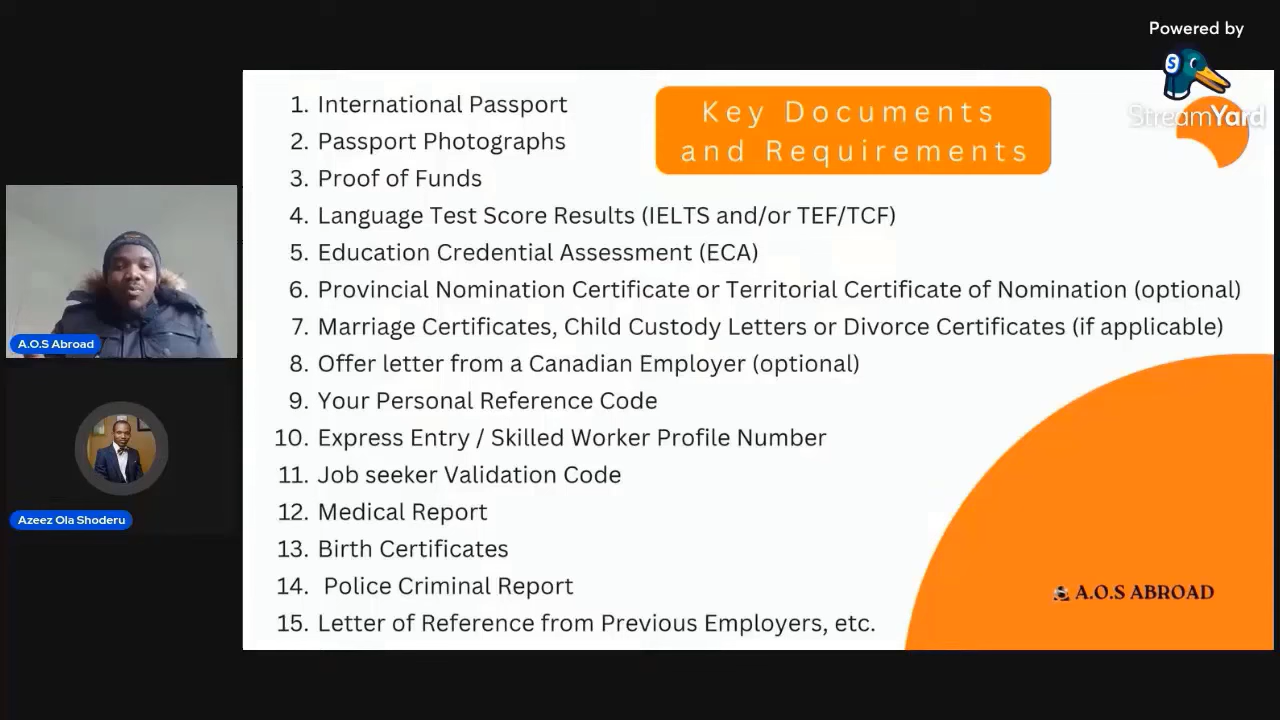 Powered by
StreamYard
Key Documents
and Requirements
1. International Passport
2. Passport Photographs
3. Proof of Funds
4. Language Test Score Results (IELTS and/or TEF/TCF)
5. Education Credential Assessment (ECA)
6. Provincial Nomination Certificate or Territorial Certificate of Nomination (optional)
7. Marriage Certificates, Child Custody Letters or Divorce Certificates (if applicable)
8. Offer letter from a Canadian Employer (optional)
9. Your Personal Reference Code
10. Express Entry / Skilled Worker Profile Number
11. Job seeker Validation Code
12. Medical Report
13. Birth Certificates
14. Police Criminal Report
15. Letter of Reference from Previous Employers, etc.
A.O.S Abroad
Azeez Ola Shoderu
A.O.S ABROAD